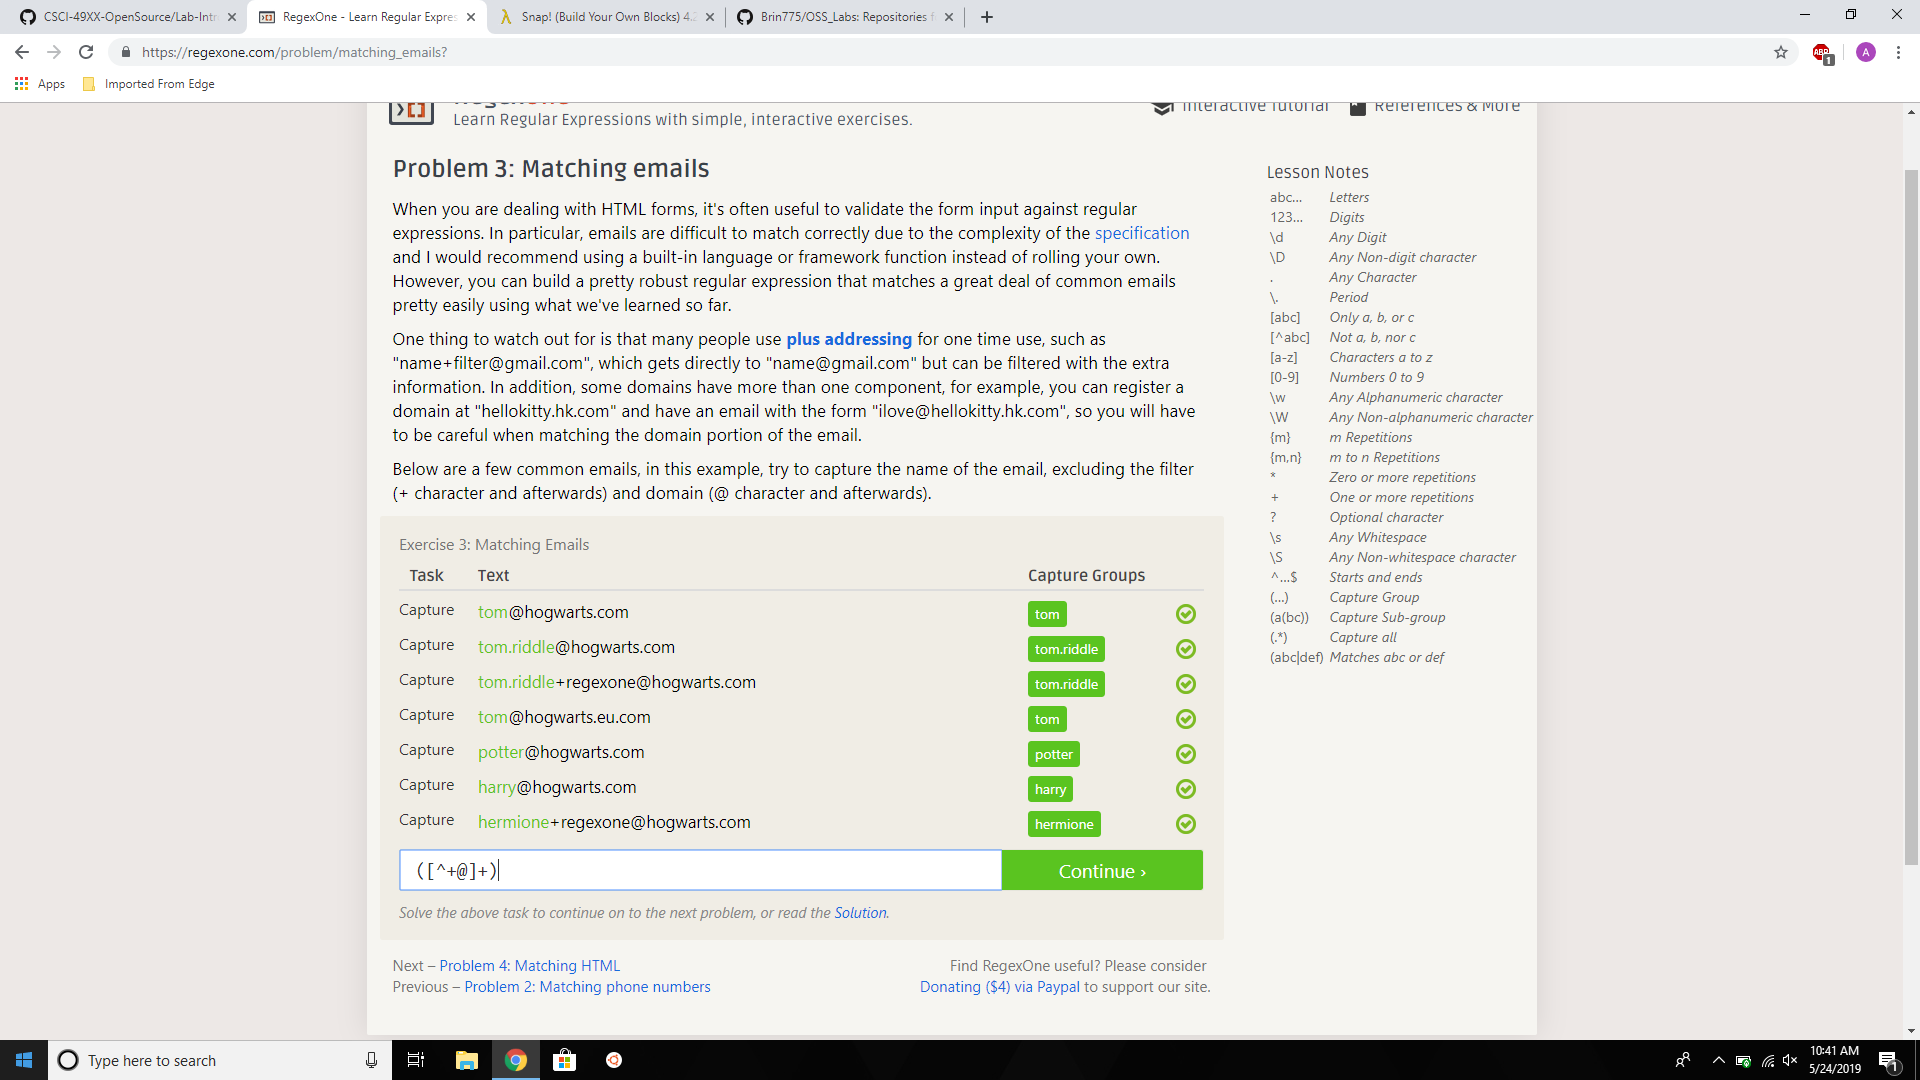 CSCI-49XX-OpenSource/Lab-Intr
RegexOne - Learn Regular Expres
Snap! (Build Your Own Blocks) 4.2
Brin775/OSS_Labs: Repositories f
https://regexone.com/problem/matching_emails?
ABP
1
A
Apps
Imported From Edge
RegexOne
Learn Regular Expressions with simple, interactive exercises.
Interactive Tutorial
References & More
Problem 3: Matching emails
When you are dealing with HTML forms, it's often useful to validate the form input against regular
expressions. In particular, emails are difficult to match correctly due to the complexity of the specification
and I would recommend using a built-in language or framework function instead of rolling your own.
However, you can build a pretty robust regular expression that matches a great deal of common emails
pretty easily using what we've learned so far.
One thing to watch out for is that many people use plus addressing for one time use, such as
"name+filter@gmail.com", which gets directly to "name@gmail.com" but can be filtered with the extra
information. In addition, some domains have more than one component, for example, you can register a
domain at "hellokitty.hk.com" and have an email with the form "ilove@hellokitty.hk.com", so you will have
to be careful when matching the domain portion of the email.
Below are a few common emails, in this example, try to capture the name of the email, excluding the filter
(+ character and afterwards) and domain (@ character and afterwards).
Exercise 3: Matching Emails
Task Text Capture Groups
Capture tom@hogwarts.com tom
Capture tom.riddle@hogwarts.com tom.riddle
Capture tom.riddle+regexone@hogwarts.com tom.riddle
Capture tom@hogwarts.eu.com tom
Capture potter@hogwarts.com potter
Capture harry@hogwarts.com harry
Capture hermione+regexone@hogwarts.com hermione
([^+@]+)
Continue ›
Solve the above task to continue on to the next problem, or read the Solution.
Next – Problem 4: Matching HTML
Previous – Problem 2: Matching phone numbers
Find RegexOne useful? Please consider
Donating ($4) via Paypal to support our site.
Lesson Notes
abc... Letters
123... Digits
\d Any Digit
\D Any Non-digit character
. Any Character
\. Period
[abc] Only a, b, or c
[^abc] Not a, b, nor c
[a-z] Characters a to z
[0-9] Numbers 0 to 9
\w Any Alphanumeric character
\W Any Non-alphanumeric character
{m} m Repetitions
{m,n} m to n Repetitions
* Zero or more repetitions
+ One or more repetitions
? Optional character
\s Any Whitespace
\S Any Non-whitespace character
^...$ Starts and ends
(...) Capture Group
(a(bc)) Capture Sub-group
(.*) Capture all
(abc|def) Matches abc or def
Type here to search
10:41 AM
5/24/2019
1